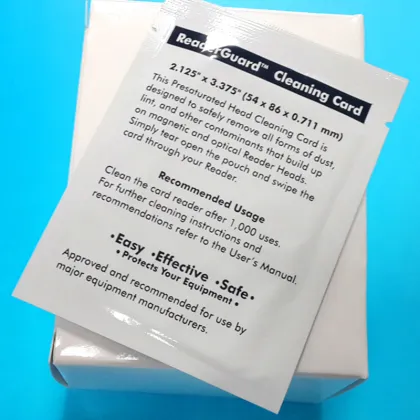 ReaderGuard™ Cleaning Card
2.125" x 3.375" (54 x 86 x 0.711 mm)
This Presaturated Head Cleaning Card is
designed to safely remove all forms of dust,
lint, and other contaminants that build up
on magnetic and optical Reader Heads.
Simply tear open the pouch and swipe the
card through your Reader.
Recommended Usage
Clean the card reader after 1,000 uses.
For further cleaning instructions and
recommendations refer to the User's Manual.
•Easy •Effective •Safe•
• Protects Your Equipment •
Approved and recommended for use by
major equipment manufacturers.